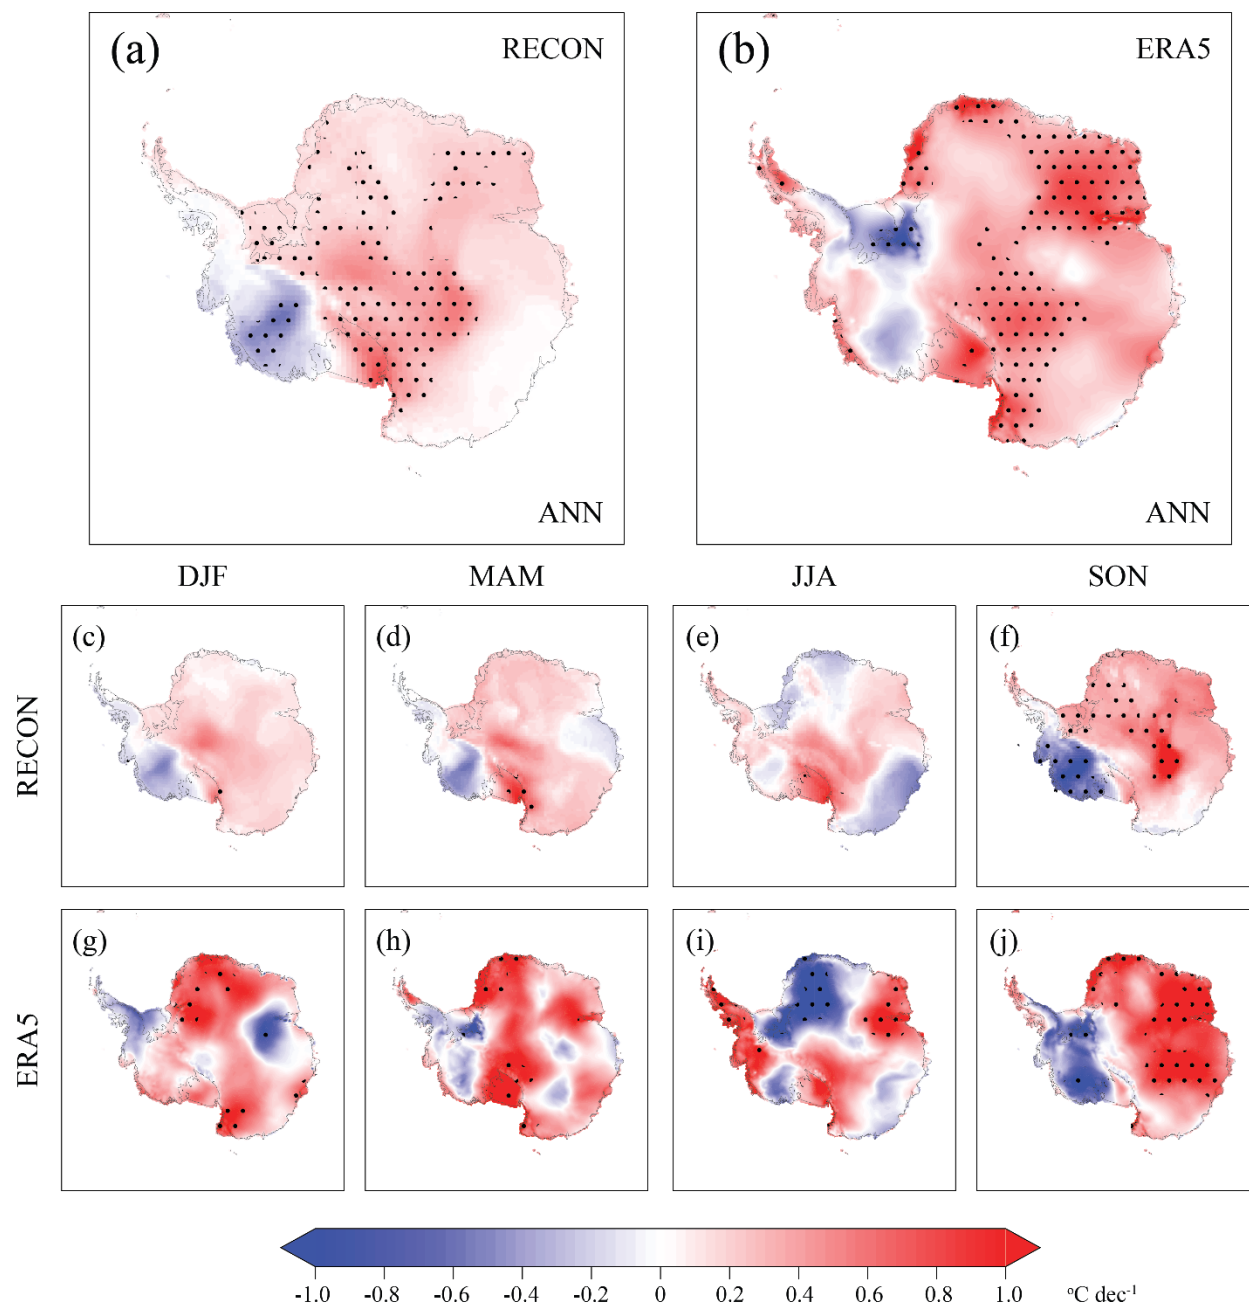 (a) RECON
ANN
(b) ERA5
ANN
DJF MAM JJA SON
RECON
(c)
(d)
(e)
(f)
ERA5
(g)
(h)
(i)
(j)
-1.0 -0.8 -0.6 -0.4 -0.2 0 0.2 0.4 0.6 0.8 1.0 °C dec⁻¹